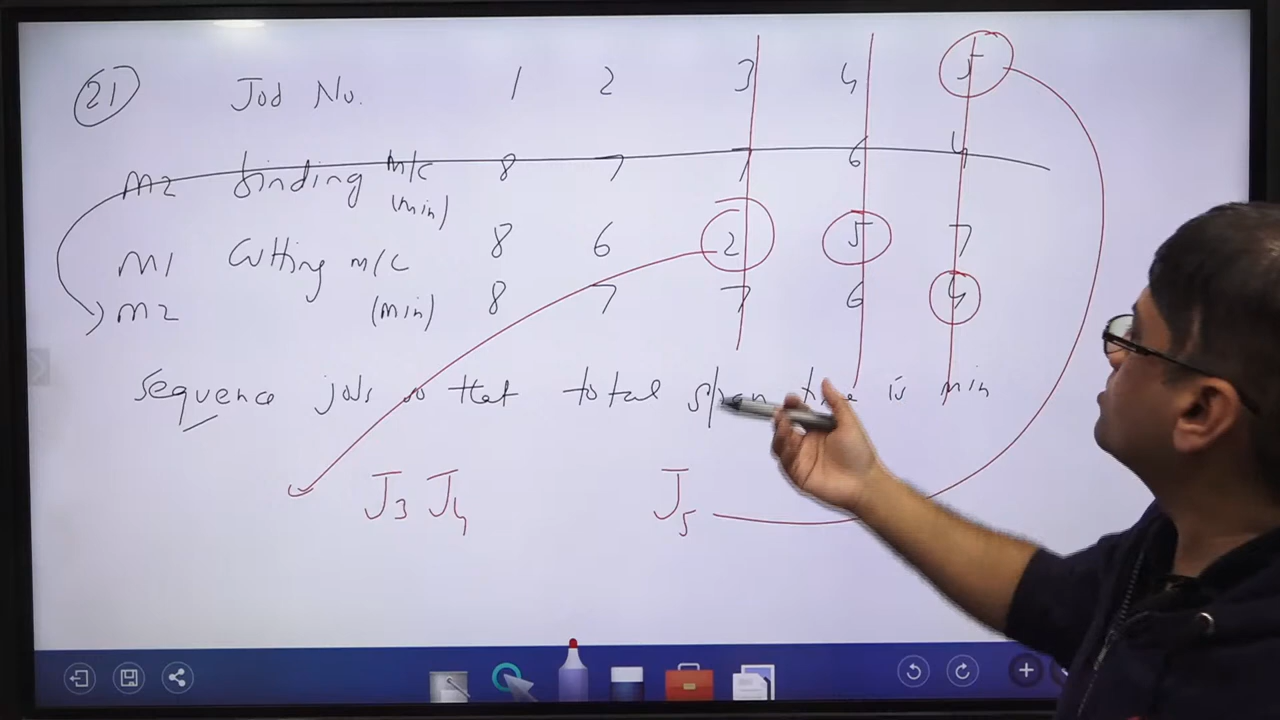 21 Job No. 1 2 3 4 5
M2 binding m/c 8 7 7 6 4
(min)
M1 Cutting m/c 8 6 2 5 7
M2 (min) 8 7 7 6 4
Sequence jobs so that total span time is min
J3 J4 J5